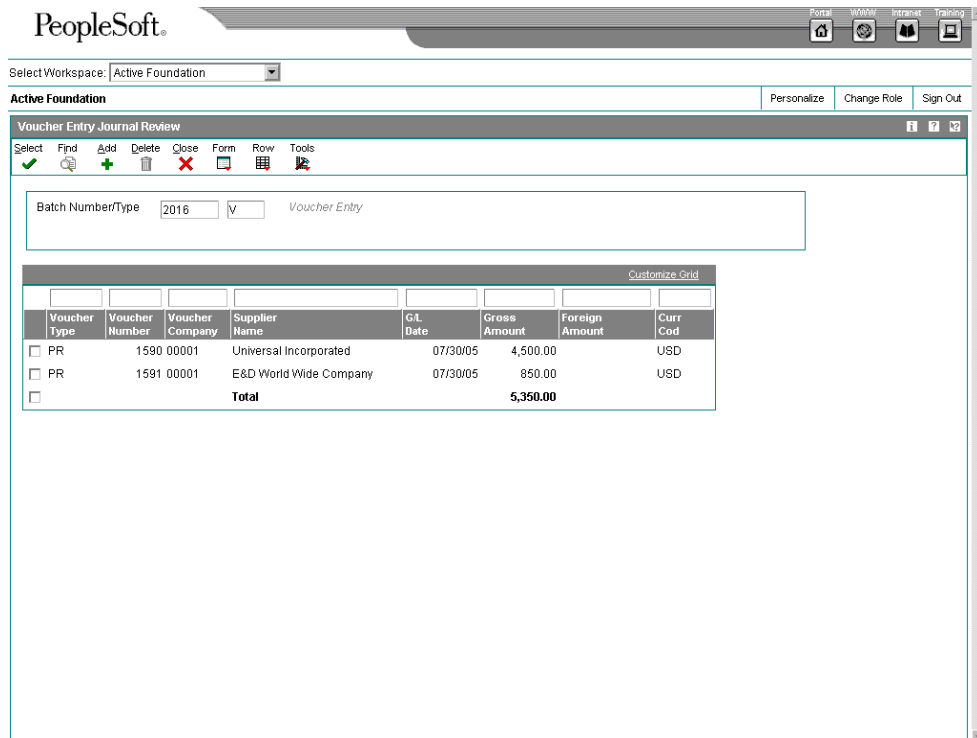 Portal WWW Intranet Training
PeopleSoft.
Select Workspace: Active Foundation
Active Foundation Personalize Change Role Sign Out
Voucher Entry Journal Review
Select Find Add Delete Close Form Row Tools
Batch Number/Type 2016 V Voucher Entry
Customize Grid
Voucher Voucher Voucher Supplier G/L Gross Foreign Curr
Type Number Company Name Date Amount Amount Cod
PR 1590 00001 Universal Incorporated 07/30/05 4,500.00 USD
PR 1591 00001 E&D World Wide Company 07/30/05 850.00 USD
Total 5,350.00